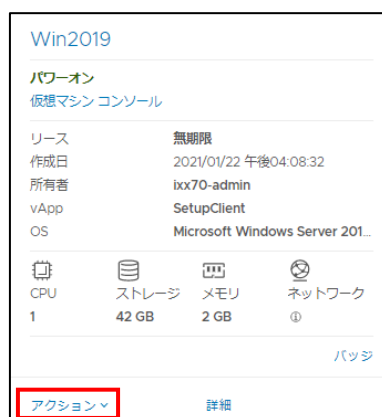 Win2019
パワーオン
仮想マシン コンソール
リース 無期限
作成日 2021/01/22 午後04:08:32
所有者 ixx70-admin
vApp SetupClient
OS Microsoft Windows Server 201...
CPU ストレージ メモリ ネットワーク
1 42 GB 2 GB
バッジ
アクション 詳細